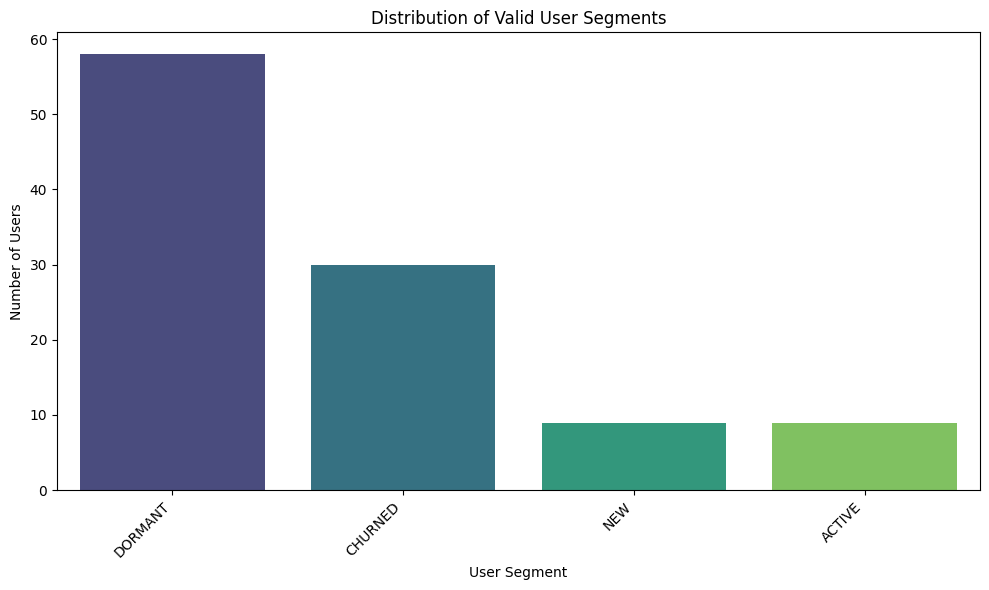 Distribution of Valid User Segments
Number of Users
60
50
40
30
20
10
0
DORMANT
CHURNED
NEW
ACTIVE
User Segment